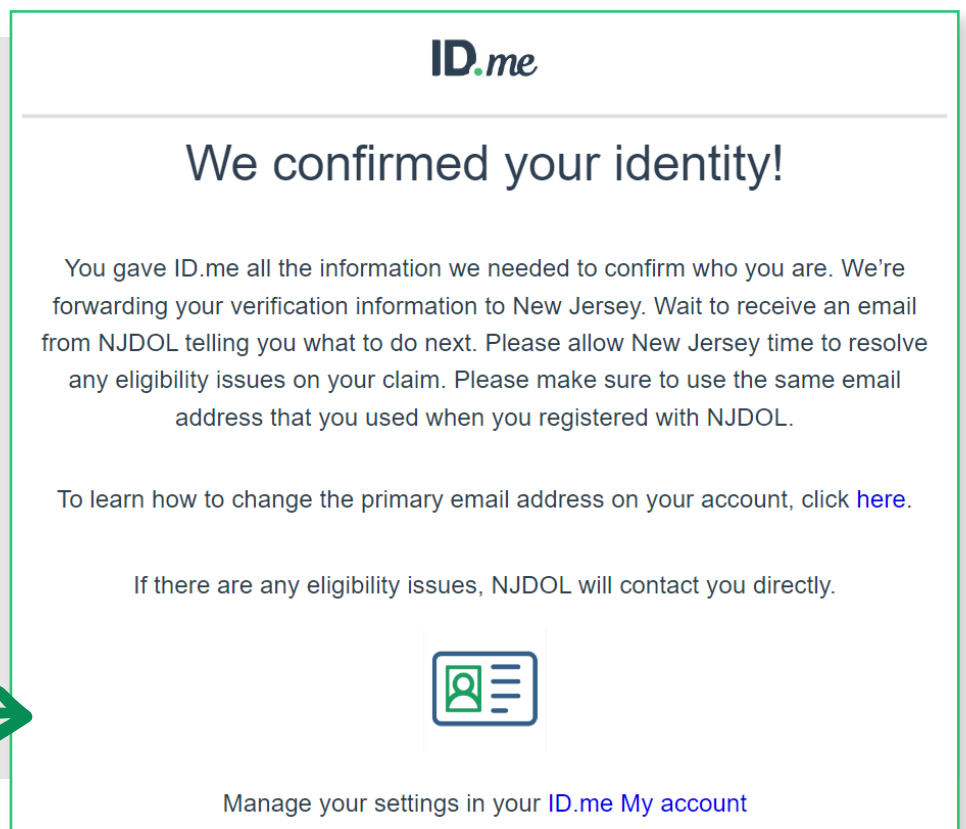 ID.me
We confirmed your identity!
You gave ID.me all the information we needed to confirm who you are. We’re
forwarding your verification information to New Jersey. Wait to receive an email
from NJDOL telling you what to do next. Please allow New Jersey time to resolve
any eligibility issues on your claim. Please make sure to use the same email
address that you used when you registered with NJDOL.
To learn how to change the primary email address on your account, click here.
If there are any eligibility issues, NJDOL will contact you directly.
Manage your settings in your ID.me My account